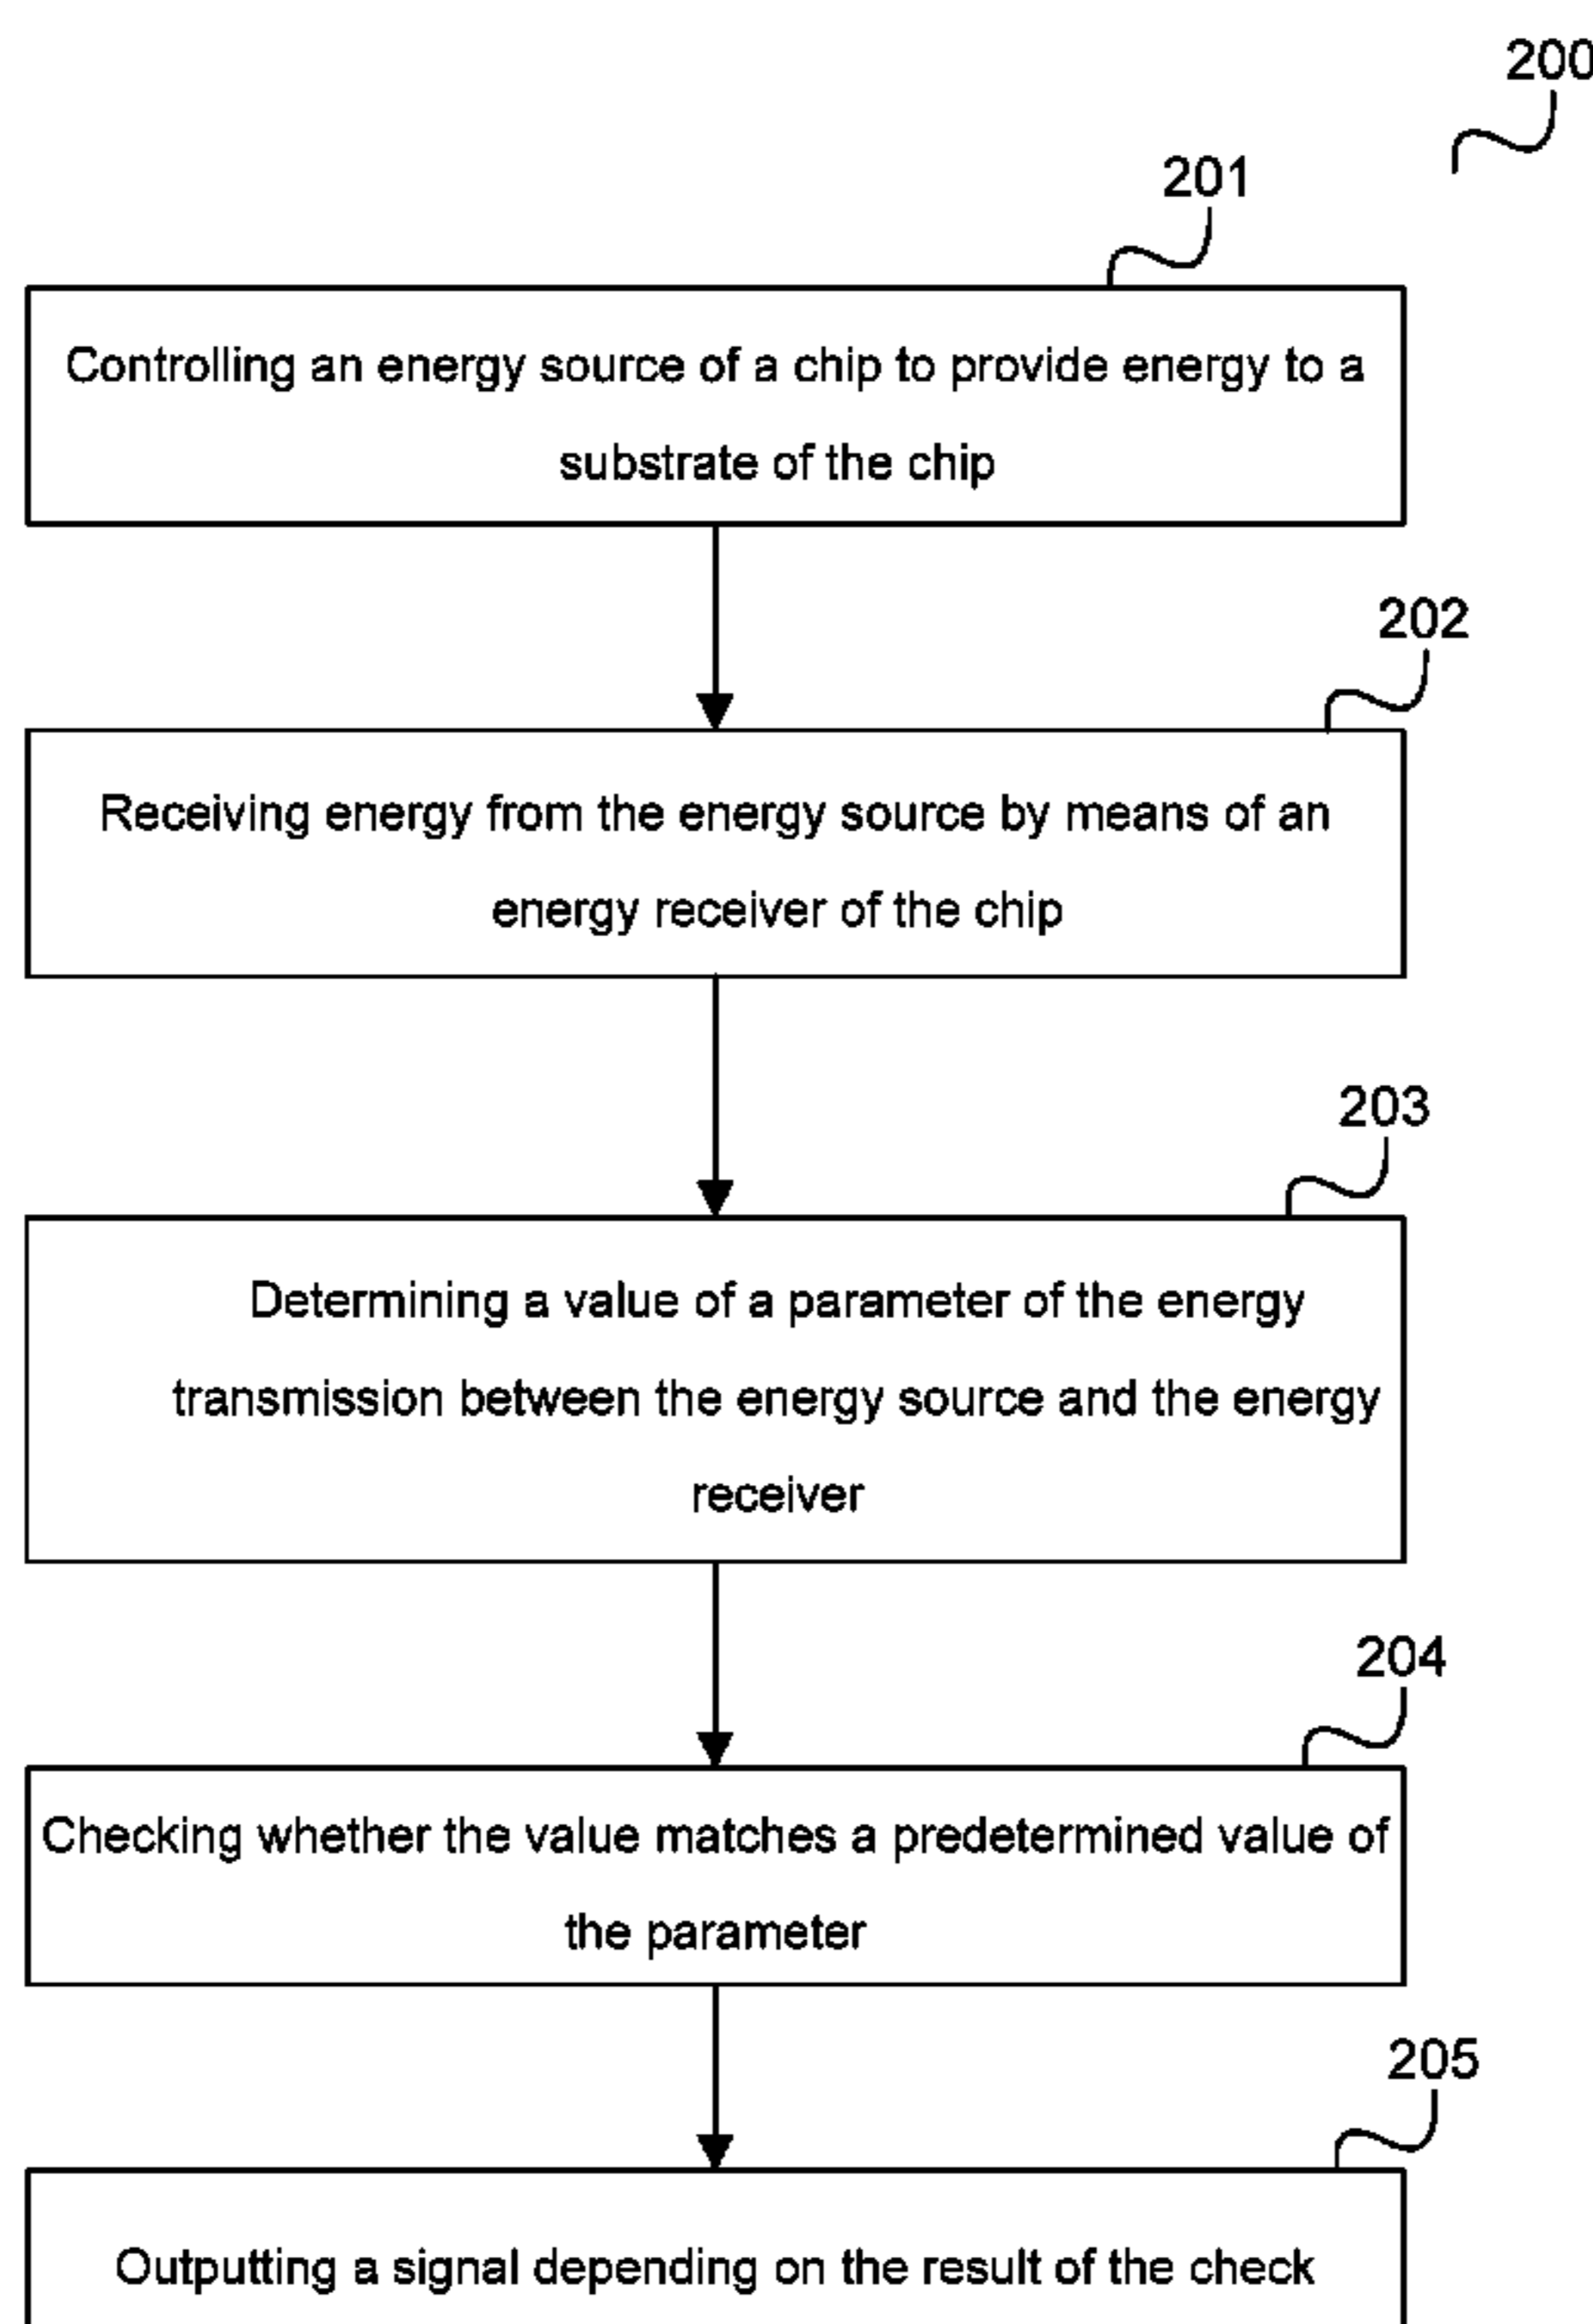 200
201
Controlling an energy source of a chip to provide energy to a
substrate of the chip
202
Receiving energy from the energy source by means of an
energy receiver of the chip
203
Determining a value of a parameter of the energy
transmission between the energy source and the energy
receiver
204
Checking whether the value matches a predetermined value of
the parameter
205
Outputting a signal depending on the result of the check